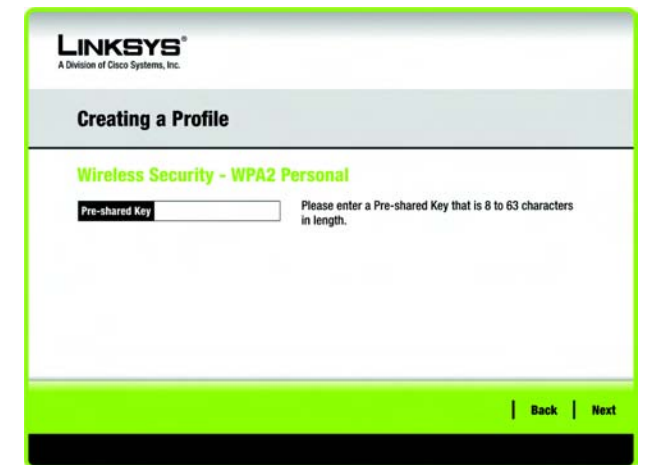 LINKSYS®
A Division of Cisco Systems, Inc.
Creating a Profile
Wireless Security - WPA2 Personal
Pre-shared Key
Please enter a Pre-shared Key that is 8 to 63 characters
in length.
Back
Next